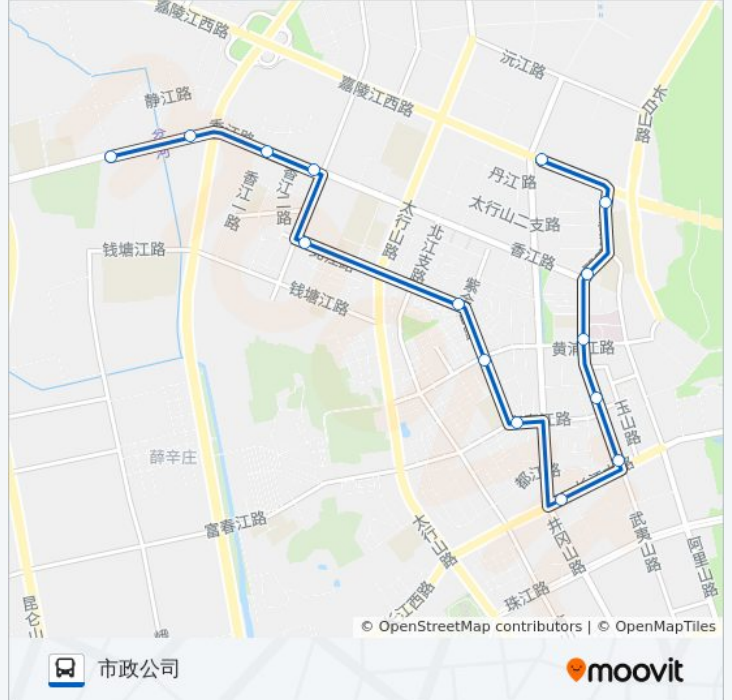 嘉陵江西路
沅江路
静江路
嘉陵江西路
长白山路
香江路
分河
丹江路
香江二路
香江一路
太行山二支路
太行山路
北江支路
香江路
钱塘江路
钱塘江路
黄浦江路
玉山路
江路
薛辛庄
都江路
富春江路
太行山路
井冈山路
武夷山路
阿里山路
珠江路
江西路
昆仑山
© OpenStreetMap contributors | © OpenMapTiles
市政公司
moovit